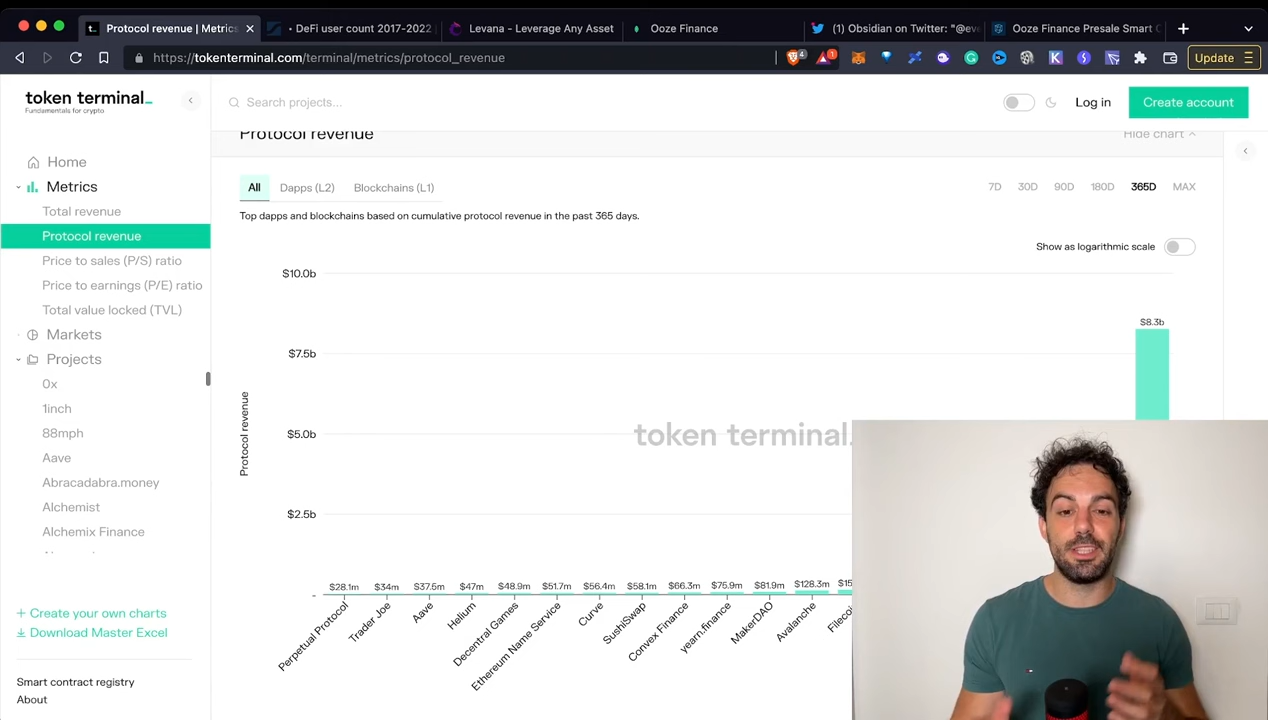 Protocol revenue | Metrics
DeFi user count 2017-2022
Levana - Leverage Any Asset
Ooze Finance
(1) Obsidian on Twitter: "@eve
Ooze Finance Presale Smart C
https://tokenterminal.com/terminal/metrics/protocol_revenue
4
1
Update
token terminal_
Fundamentals for crypto
Search projects...
Log in
Create account
Protocol revenue
Hide chart
Home
Metrics
Total revenue
Protocol revenue
Price to sales (P/S) ratio
Price to earnings (P/E) ratio
Total value locked (TVL)
Markets
Projects
0x
1inch
88mph
Aave
Abracadabra.money
Alchemist
Alchemix Finance
+ Create your own charts
Download Master Excel
Smart contract registry
About
All
Dapps (L2)
Blockchains (L1)
7D
30D
90D
180D
365D
MAX
Top dapps and blockchains based on cumulative protocol revenue in the past 365 days.
Show as logarithmic scale
$10.0b
$7.5b
$5.0b
$2.5b
-
Protocol revenue
token terminal.
$8.3b
$28.1m
$34m
$37.5m
$47m
$48.9m
$51.7m
$56.4m
$58.1m
$66.3m
$75.9m
$81.9m
$128.3m
$15
Perpetual Protocol
Trader Joe
Aave
Helium
Decentral Games
Ethereum Name Service
Curve
SushiSwap
Convex Finance
yearn.finance
MakerDAO
Avalanche
Filecoi